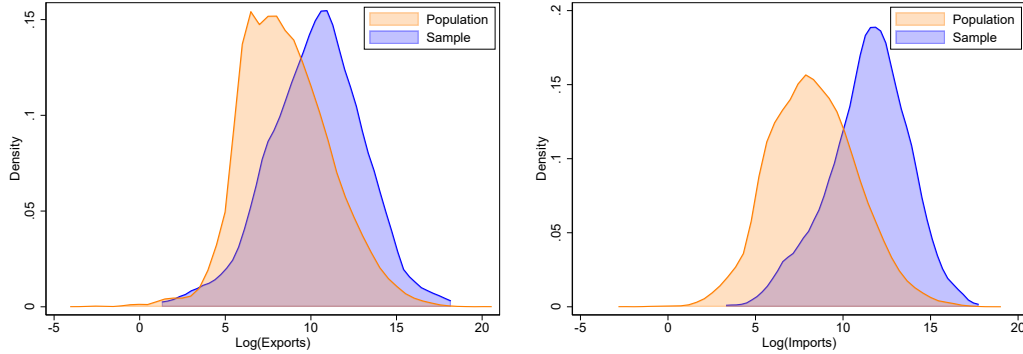 Population
Sample
.15
.1
.05
0
Density
-5 0 5 10 15 20
Log(Exports)
Population
Sample
.2
.15
.1
.05
0
Density
-5 0 5 10 15 20
Log(Imports)